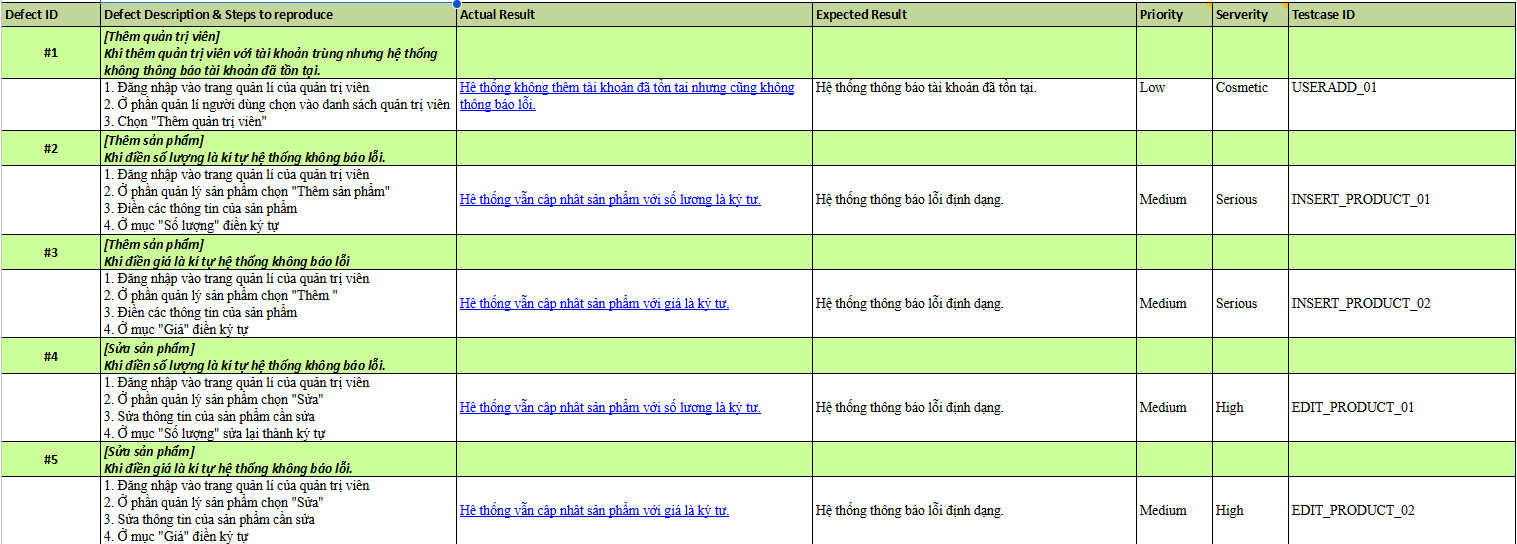 Defect ID Defect Description & Steps to reproduce Actual Result Expected Result Priority Serverity Testcase ID
#1
[Thêm quản trị viên]
Khi thêm quản trị viên với tài khoản trùng nhưng hệ thống
không thông báo tài khoản đã tồn tại.
1. Đăng nhập vào trang quản lí của quản trị viên
2. Ở phần quản lí người dùng chọn vào danh sách quản trị viên
3. Chọn "Thêm quản trị viên"
Hệ thống không thêm tài khoản đã tồn tại nhưng cũng không
thông báo lỗi.
Hệ thống thông báo tài khoản đã tồn tại.
Low
Cosmetic
USERADD_01
#2
[Thêm sản phẩm]
Khi điền số lượng là kí tự hệ thống không báo lỗi.
1. Đăng nhập vào trang quản lí của quản trị viên
2. Ở phần quản lý sản phẩm chọn "Thêm sản phẩm"
3. Điền các thông tin của sản phẩm
4. Ở mục "Số lượng" điền ký tự
Hệ thống vẫn cập nhật sản phẩm với số lượng là ký tự.
Hệ thống thông báo lỗi định dạng.
Medium
Serious
INSERT_PRODUCT_01
#3
[Thêm sản phẩm]
Khi điền giá là kí tự hệ thống không báo lỗi
1. Đăng nhập vào trang quản lí của quản trị viên
2. Ở phần quản lý sản phẩm chọn "Thêm "
3. Điền các thông tin của sản phẩm
4. Ở mục "Giá" điền ký tự
Hệ thống vẫn cập nhật sản phẩm với giá là ký tự.
Hệ thống thông báo lỗi định dạng.
Medium
Serious
INSERT_PRODUCT_02
#4
[Sửa sản phẩm]
Khi điền số lượng là kí tự hệ thống không báo lỗi.
1. Đăng nhập vào trang quản lí của quản trị viên
2. Ở phần quản lý sản phẩm chọn "Sửa"
3. Sửa thông tin của sản phẩm cần sửa
4. Ở mục "Số lượng" sửa lại thành ký tự
Hệ thống vẫn cập nhật sản phẩm với số lượng là ký tự.
Hệ thống thông báo lỗi định dạng.
Medium
High
EDIT_PRODUCT_01
#5
[Sửa sản phẩm]
Khi điền giá là kí tự hệ thống không báo lỗi.
1. Đăng nhập vào trang quản lí của quản trị viên
2. Ở phần quản lý sản phẩm chọn "Sửa"
3. Sửa thông tin của sản phẩm cần sửa
4. Ở mục "Giá" điền ký tự
Hệ thống vẫn cập nhật sản phẩm với giá là ký tự.
Hệ thống thông báo lỗi định dạng.
Medium
High
EDIT_PRODUCT_02